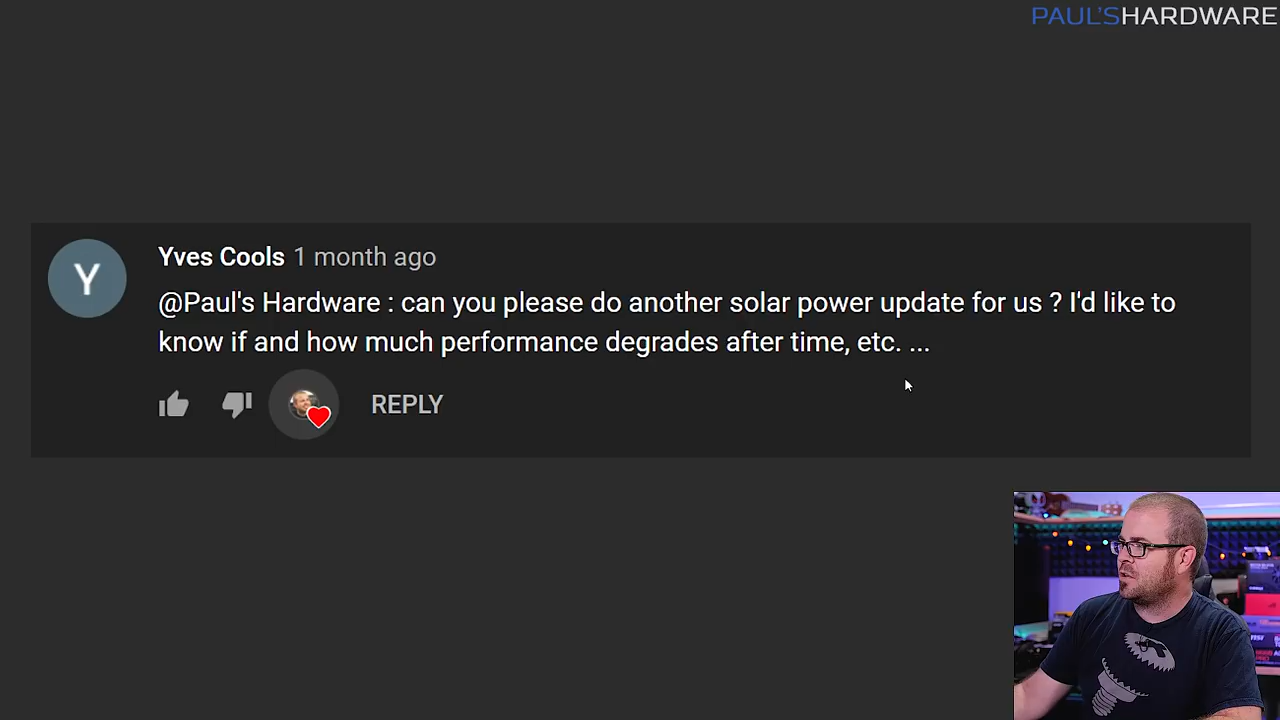 PAUL'SHARDWARE
Y
Yves Cools 1 month ago
@Paul's Hardware : can you please do another solar power update for us ? I'd like to
know if and how much performance degrades after time, etc. ...
REPLY